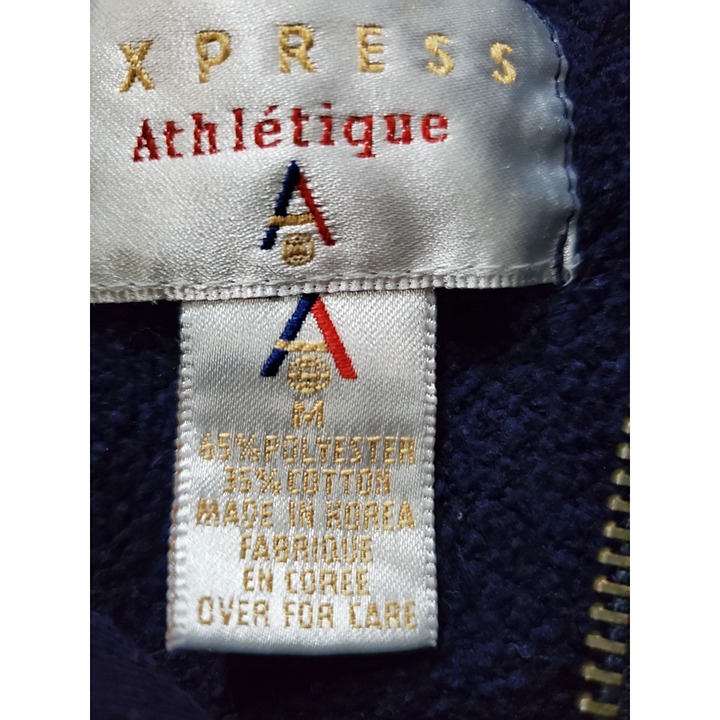 XPRESS
Athlétique
M
65% POLYESTER
35% COTTON
MADE IN KOREA
FABRIQUE
EN COREE
OVER FOR CARE